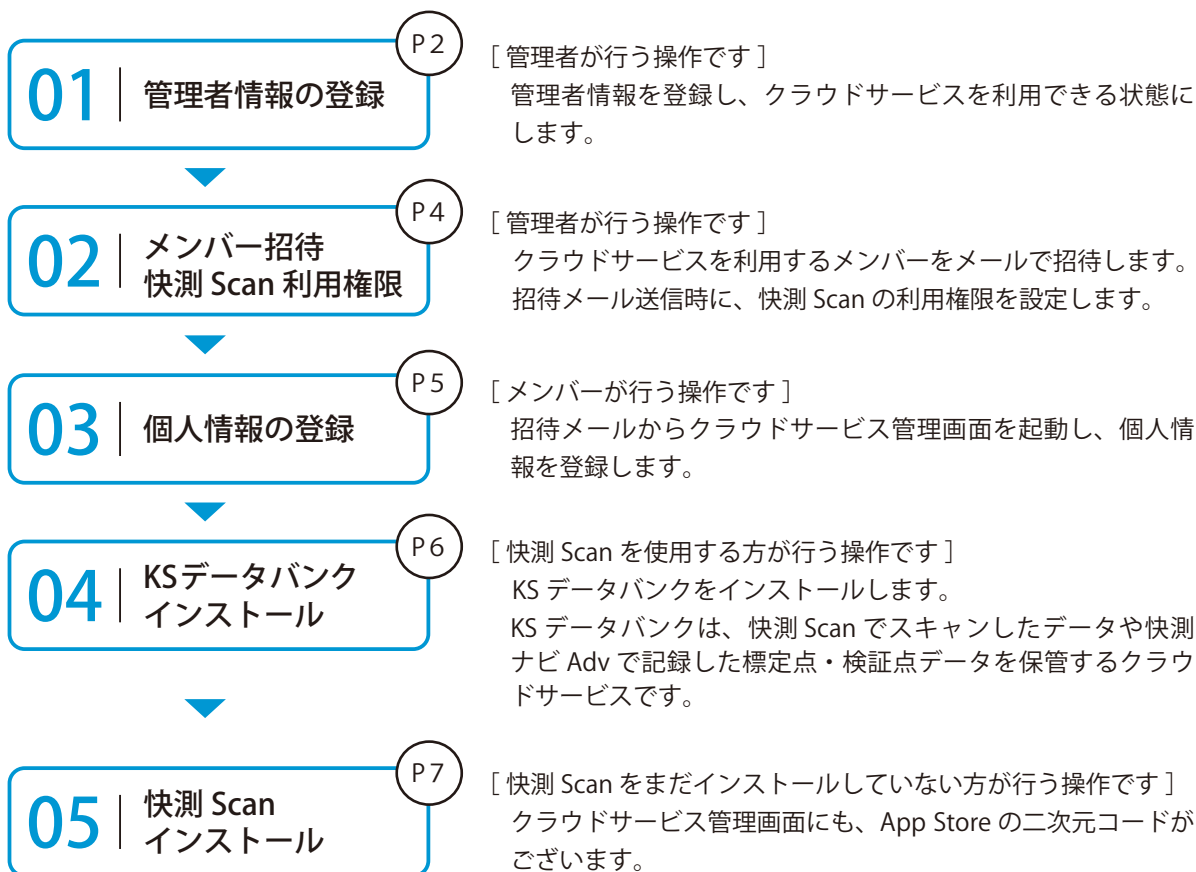 P2
01 管理者情報の登録
[ 管理者が行う操作です ]
管理者情報を登録し、クラウドサービスを利用できる状態に
します。
P4
02 メンバー招待
快測 Scan 利用権限
[ 管理者が行う操作です ]
クラウドサービスを利用するメンバーをメールで招待します。
招待メール送信時に、快測 Scan の利用権限を設定します。
P5
03 個人情報の登録
[ メンバーが行う操作です ]
招待メールからクラウドサービス管理画面を起動し、個人情
報を登録します。
P6
04 KSデータバンク
インストール
[ 快測 Scan を使用する方が行う操作です ]
KS データバンクをインストールします。
KS データバンクは、快測 Scan でスキャンしたデータや快測
ナビ Adv で記録した標定点・検証点データを保管するクラウ
ドサービスです。
P7
05 快測 Scan
インストール
[ 快測 Scan をまだインストールしていない方が行う操作です ]
クラウドサービス管理画面にも、App Store の二次元コードが
ございます。